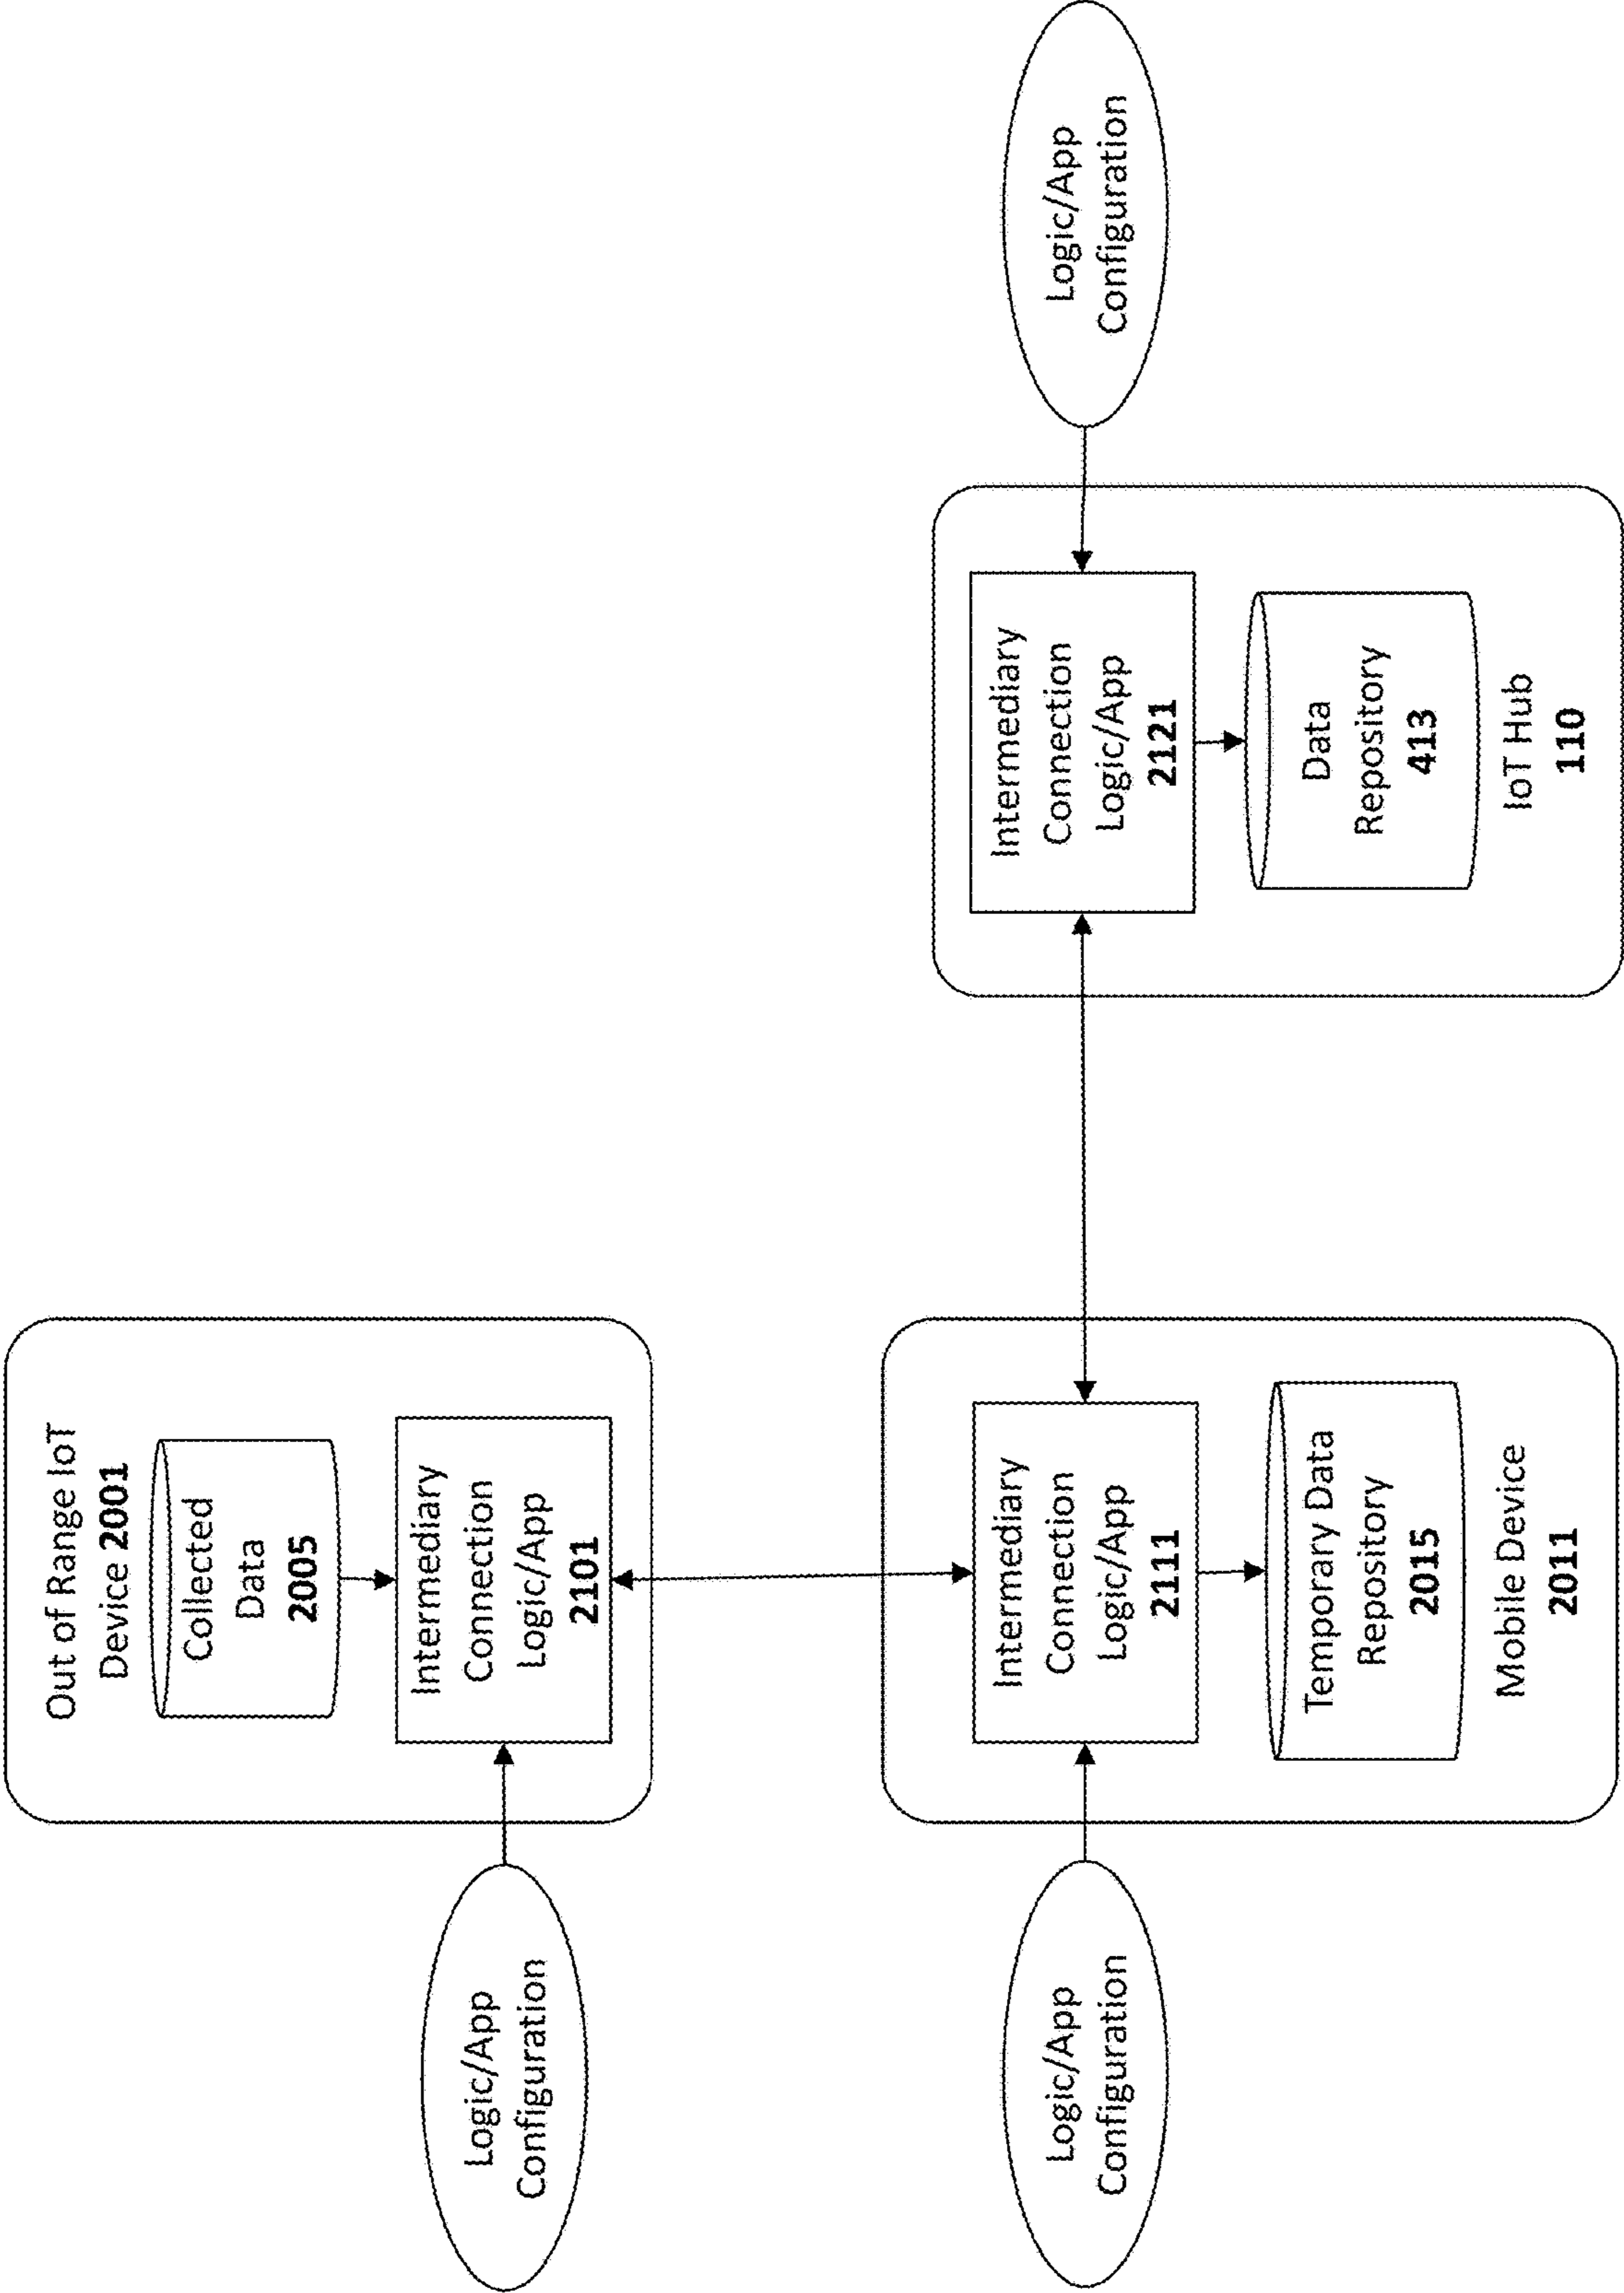 Out of Range IoT
Device 2001
Collected
Data
2005
Logic/App
Configuration
Intermediary
Connection
Logic/App
2101
Logic/App
Configuration
Intermediary
Connection
Logic/App
2111
Temporary Data
Repository
2015
Mobile Device
2011
Intermediary
Connection
Logic/App
2121
Data
Repository
413
IoT Hub
110
Logic/App
Configuration